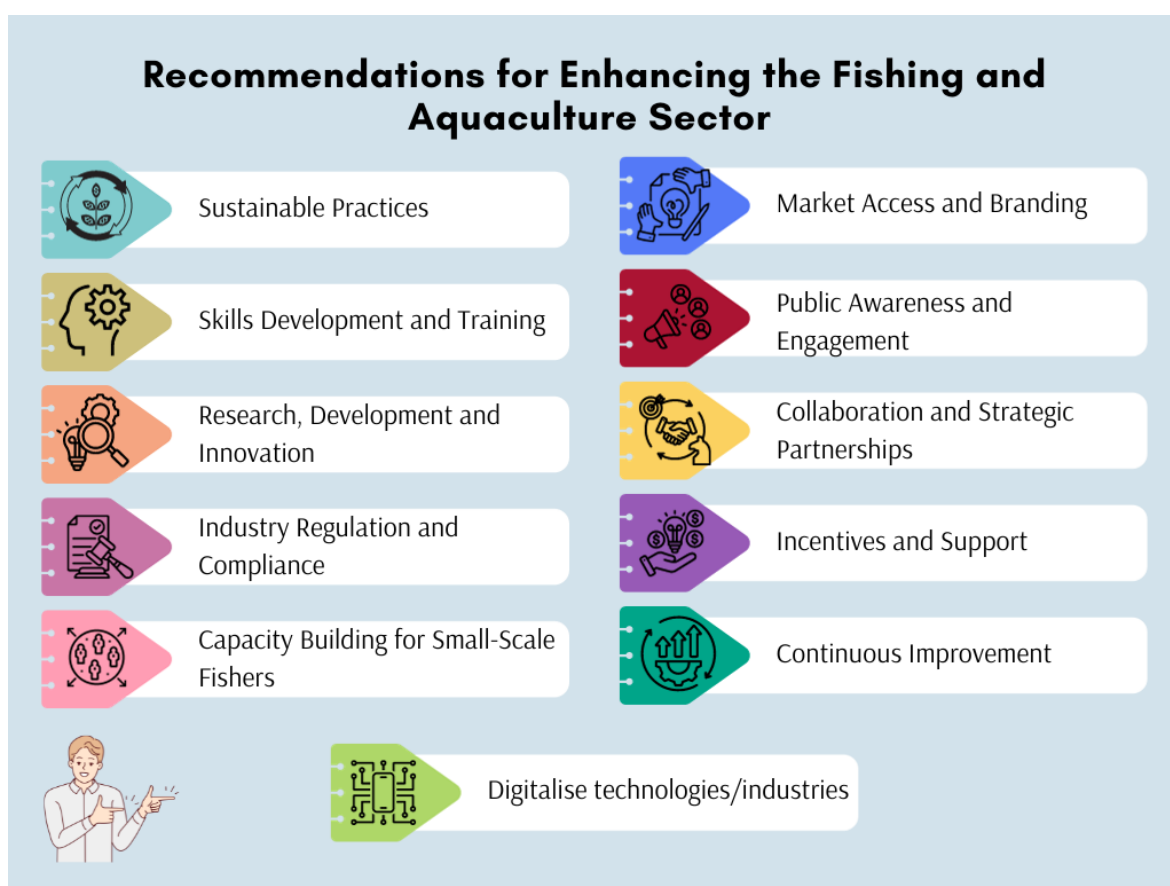 Recommendations for Enhancing the Fishing and
Aquaculture Sector
Sustainable Practices
Skills Development and Training
Research, Development and
Innovation
Industry Regulation and
Compliance
Capacity Building for Small-Scale
Fishers
Market Access and Branding
Public Awareness and
Engagement
Collaboration and Strategic
Partnerships
Incentives and Support
Continuous Improvement
Digitalise technologies/industries